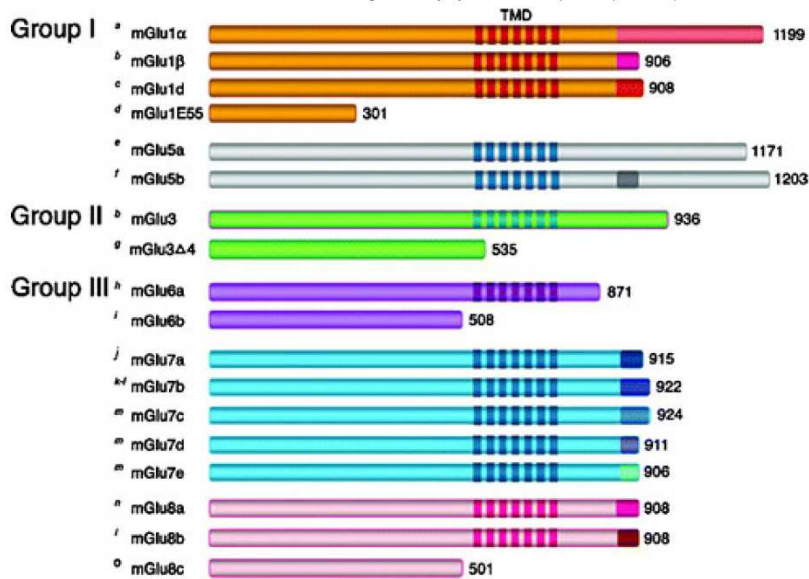 TMD
Group I a mGlu1α 1199
b mGlu1β 906
c mGlu1d 908
d mGlu1E55 301
e mGlu5a 1171
f mGlu5b 1203
Group II b mGlu3 936
g mGlu3Δ4 535
Group III h mGlu6a 871
i mGlu6b 508
j mGlu7a 915
k-l mGlu7b 922
m mGlu7c 924
m mGlu7d 911
m mGlu7e 906
n mGlu8a 908
l mGlu8b 908
o mGlu8c 501